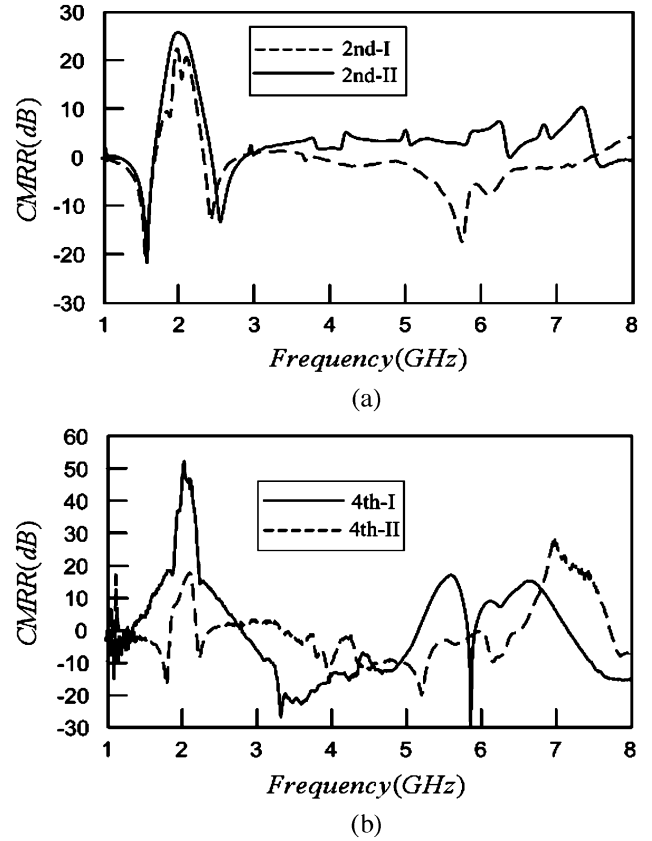 30
20
10
0
-10
-20
-30
CMRR(dB)
2nd-I
2nd-II
1 2 3 4 5 6 7 8
Frequency(GHz)
(a)
60
50
40
30
20
10
0
-10
-20
-30
CMRR(dB)
4th-I
4th-II
1 2 3 4 5 6 7 8
Frequency(GHz)
(b)